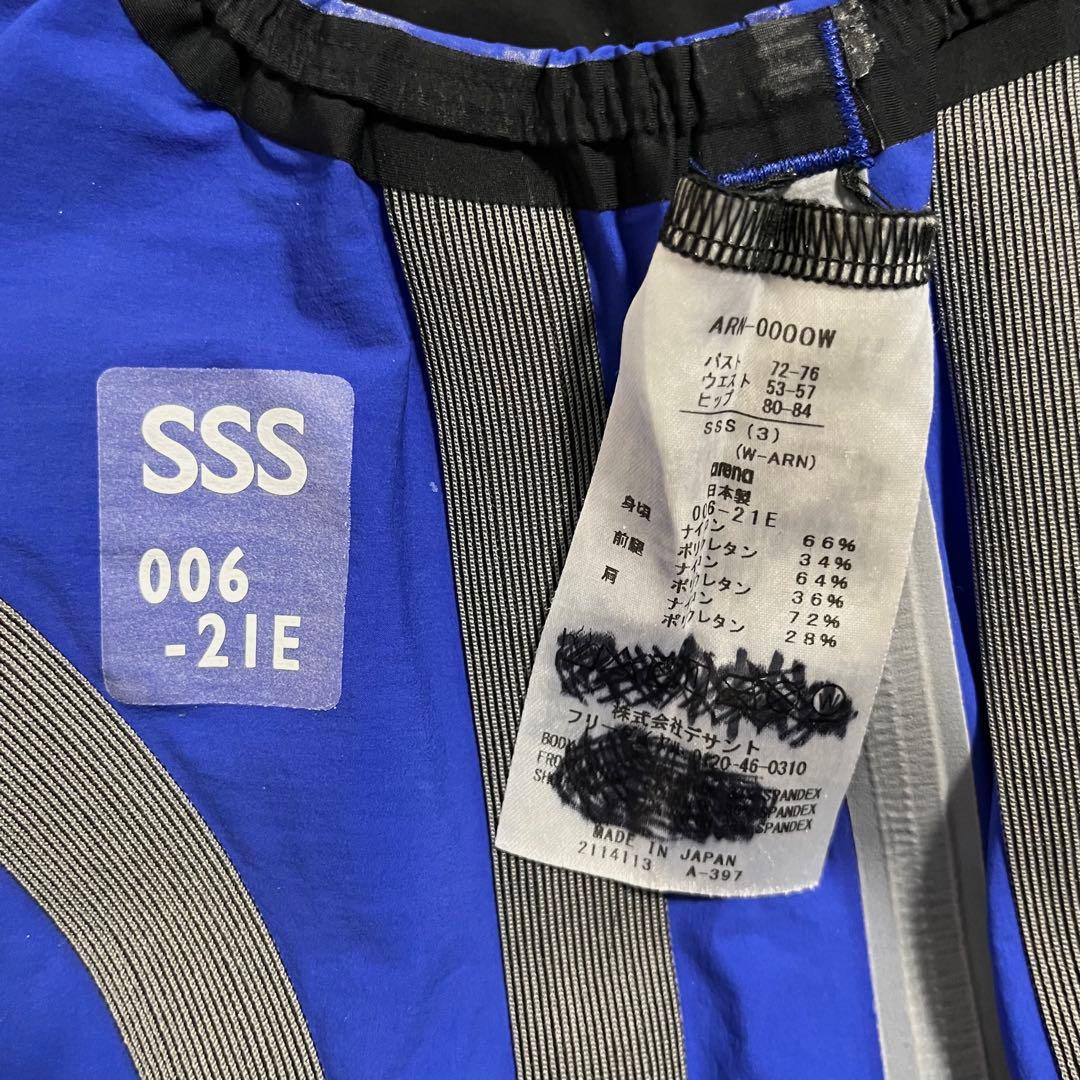 SSS
006
-21E
ARN-0000W
バスト 72-76
ウエスト 53-57
ヒップ 80-84
SSS (3)
(W-ARN)
arena
日本製
006-21E
身頃 ナイロン 66%
ポリウレタン 34%
前腿 ナイロン 64%
ポリウレタン 36%
肩 ナイロン 72%
ポリウレタン 28%
株式会社デサント
フリーダイヤル 0120-46-0310
BODY
SPANDEX
SPANDEX
SPANDEX
MADE IN JAPAN
2114113 A-397